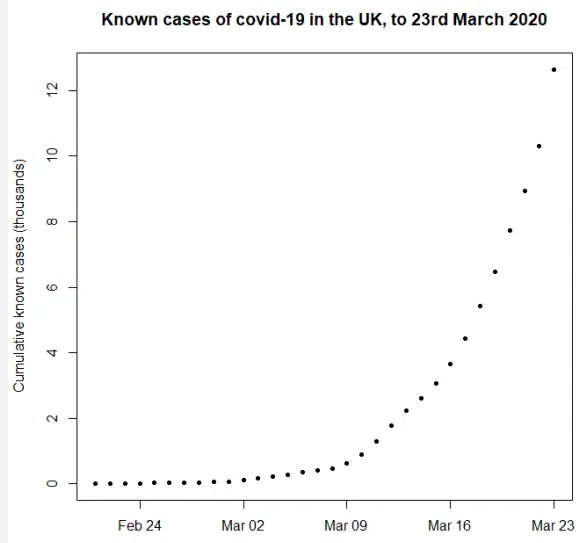 Known cases of covid-19 in the UK, to 23rd March 2020
Cumulative known cases (thousands)
12
10
8
6
4
2
0
Feb 24
Mar 02
Mar 09
Mar 16
Mar 23